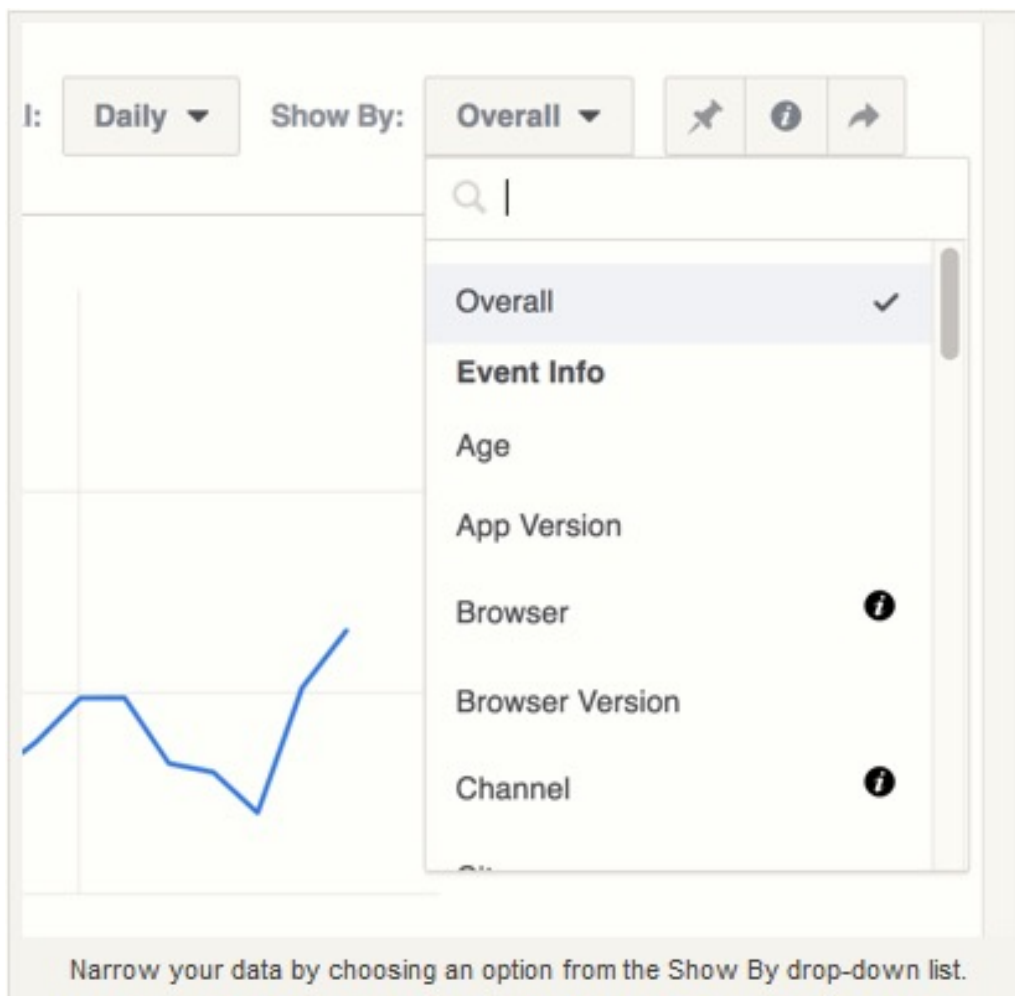 l: Daily Show By: Overall
Overall
Event Info
Age
App Version
Browser
Browser Version
Channel
Narrow your data by choosing an option from the Show By drop-down list.